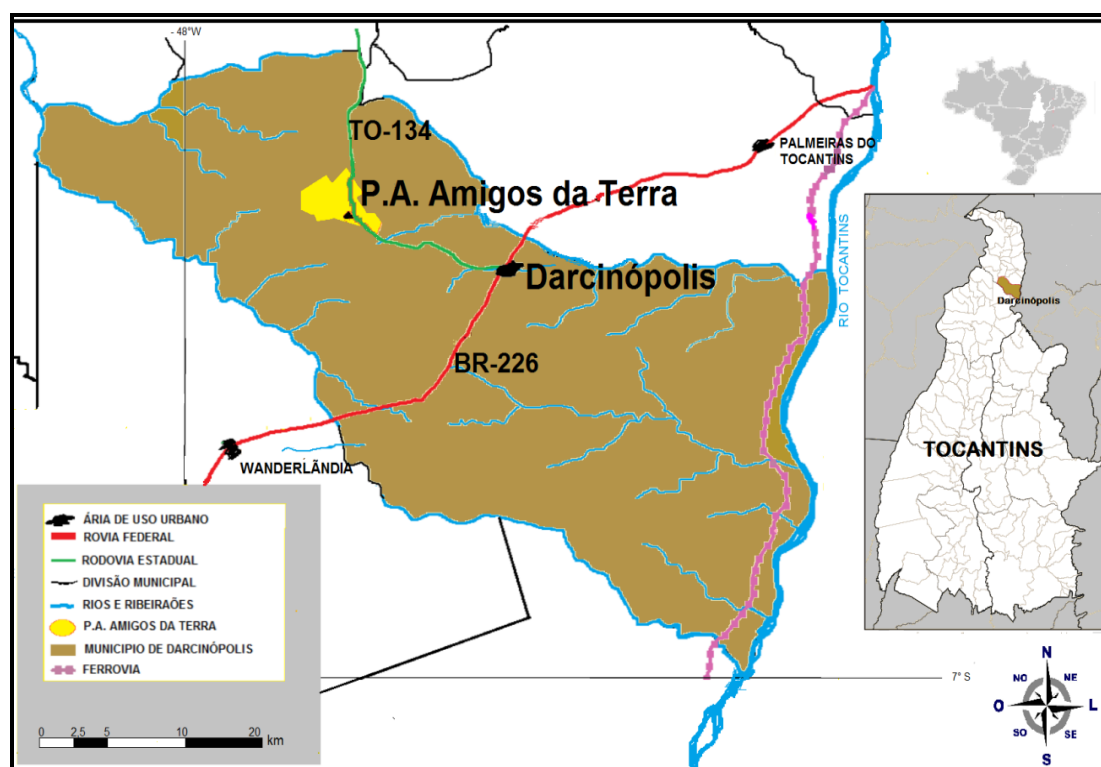 - 48° W
TO-134
PALMEIRAS DO
TOCANTINS
P.A. Amigos da Terra
RIO TOCANTINS
Darcinópolis
BR-226
WANDERLÃNDIA
Darcinópolis
TOCANTINS
ÁRIA DE USO URBANO
ROVIA FEDERAL
RODOVIA ESTADUAL
DIVISÃO MUNICIPAL
RIOS E RIBEIRAÕES
P.A. AMIGOS DA TERRA
MUNICIPIO DE DARCINÓPOLIS
FERROVIA
0 2,5 5 10 20 km
7° S
N
NO NE
O L
SO SE
S